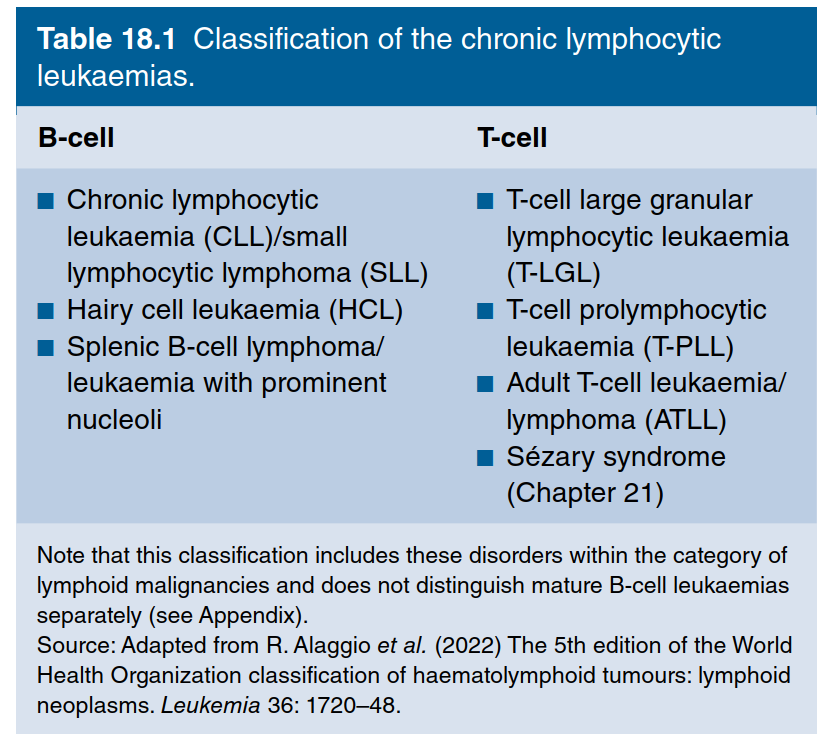 Table 18.1 Classification of the chronic lymphocytic
leukaemias.
B-cell
■ Chronic lymphocytic
leukaemia (CLL)/small
lymphocytic lymphoma (SLL)
■ Hairy cell leukaemia (HCL)
■ Splenic B-cell lymphoma/
leukaemia with prominent
nucleoli
T-cell
■ T-cell large granular
lymphocytic leukaemia
(T-LGL)
■ T-cell prolymphocytic
leukaemia (T-PLL)
■ Adult T-cell leukaemia/
lymphoma (ATLL)
■ Sézary syndrome
(Chapter 21)
Note that this classification includes these disorders within the category of
lymphoid malignancies and does not distinguish mature B-cell leukaemias
separately (see Appendix).
Source: Adapted from R. Alaggio et al. (2022) The 5th edition of the World
Health Organization classification of haematolymphoid tumours: lymphoid
neoplasms. Leukemia 36: 1720–48.